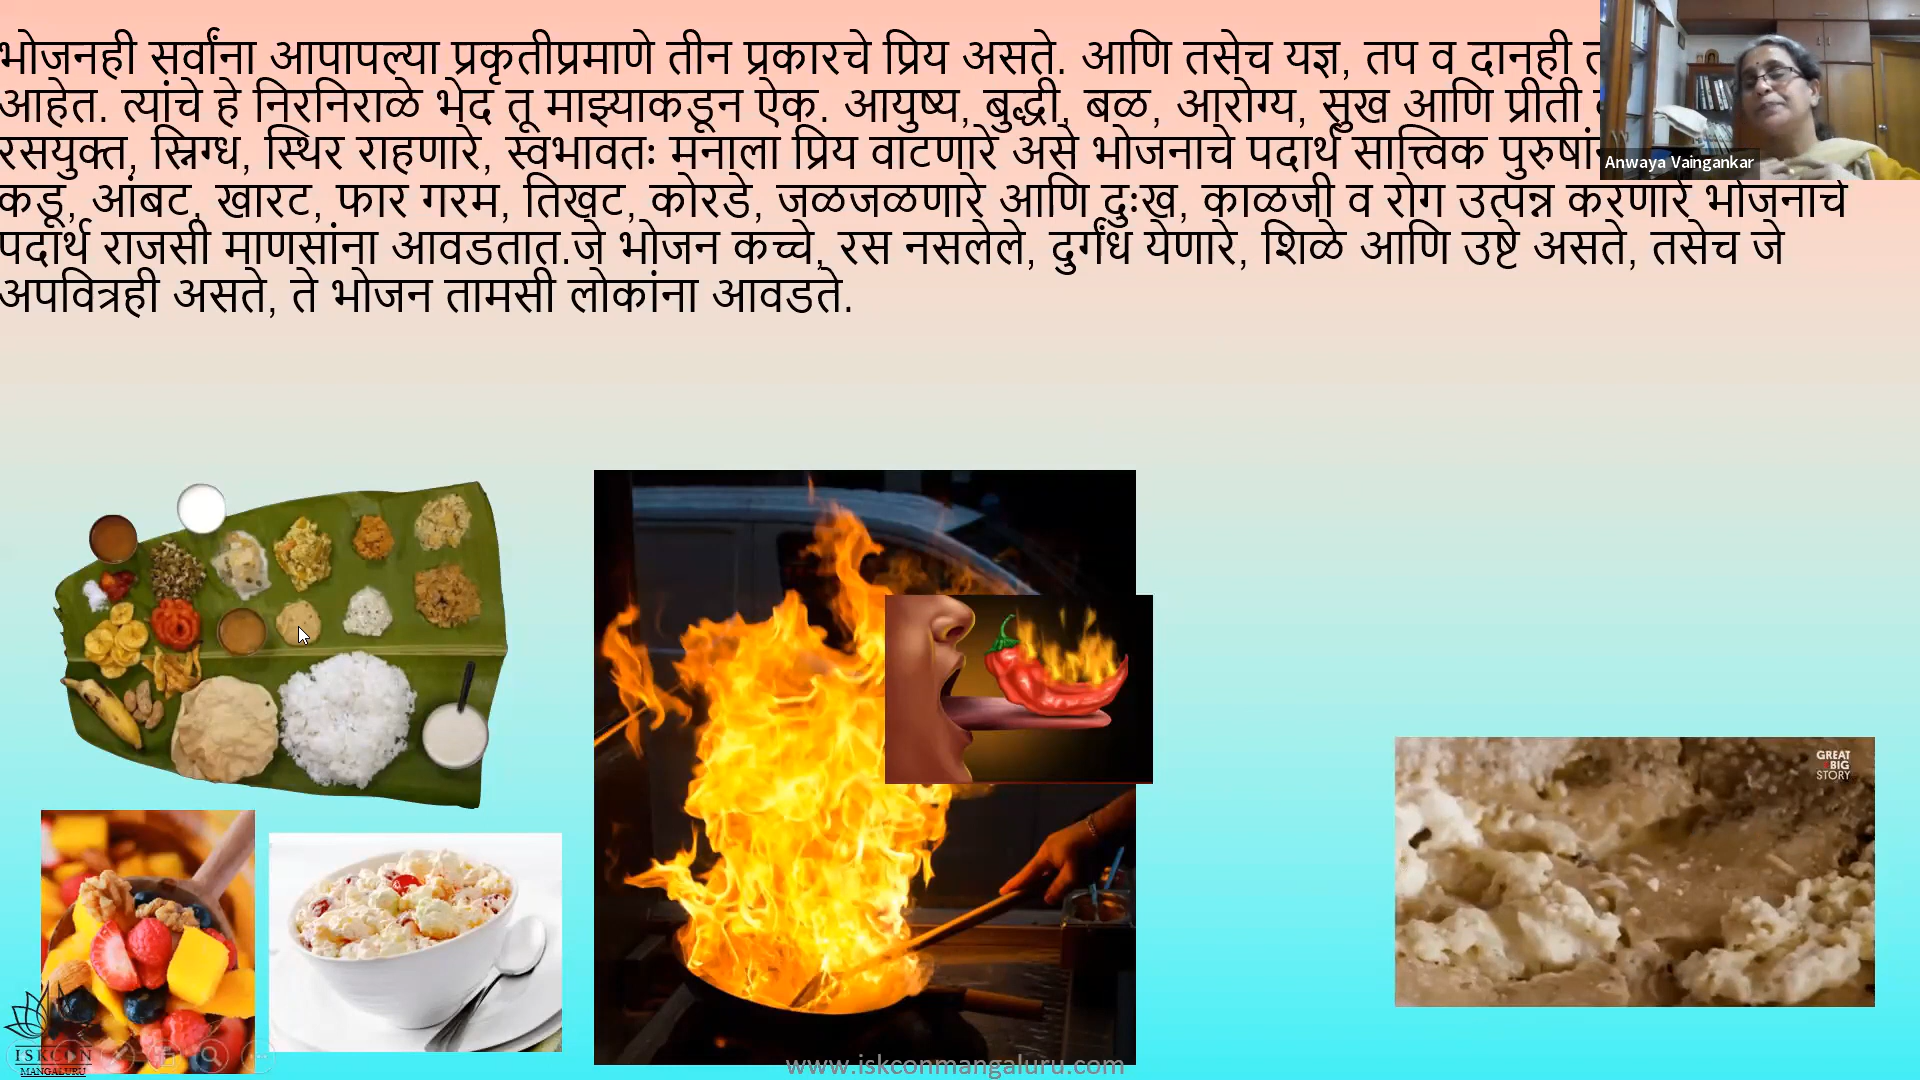 भोजनही सर्वांना आपापल्या प्रकृतीप्रमाणे तीन प्रकारचे प्रिय असते. आणि तसेच यज्ञ, तप व दानही
आहेत. त्यांचे हे निरनिराळे भेद तू माझ्याकडून ऐक. आयुष्य, बुद्धी, बळ, आरोग्य, सुख आणि प्रीती
रसयुक्त, स्निग्ध, स्थिर राहणारे, स्वभावतः मनाला प्रिय वाटणारे असे भोजनाचे पदार्थ सात्त्विक
कडू, आंबट, खारट, फार गरम, तिखट, कोरडे, जळजळणारे आणि दुःख, काळजी व रोग उत्पन्न करणारे भोजनाचे
पदार्थ राजसी माणसांना आवडतात.जे भोजन कच्चे, रस नसलेले, दुर्गंध येणारे, शिळे आणि उष्टे असते, तसेच जे
अपवित्रही असते, ते भोजन तामसी लोकांना आवडते.
Anwaya Vaingankar
GREAT
BIG
STORY
ISKCON
MANGALURU
www.iskconmangaluru.com